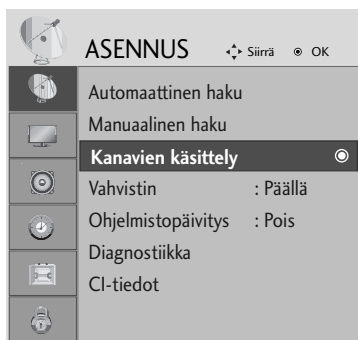 ASENNUS Siirrä OK
Automaattinen haku
Manuaalinen haku
Kanavien käsittely
Vahvistin : Päällä
Ohjelmistopäivitys : Pois
Diagnostiikka
CI-tiedot